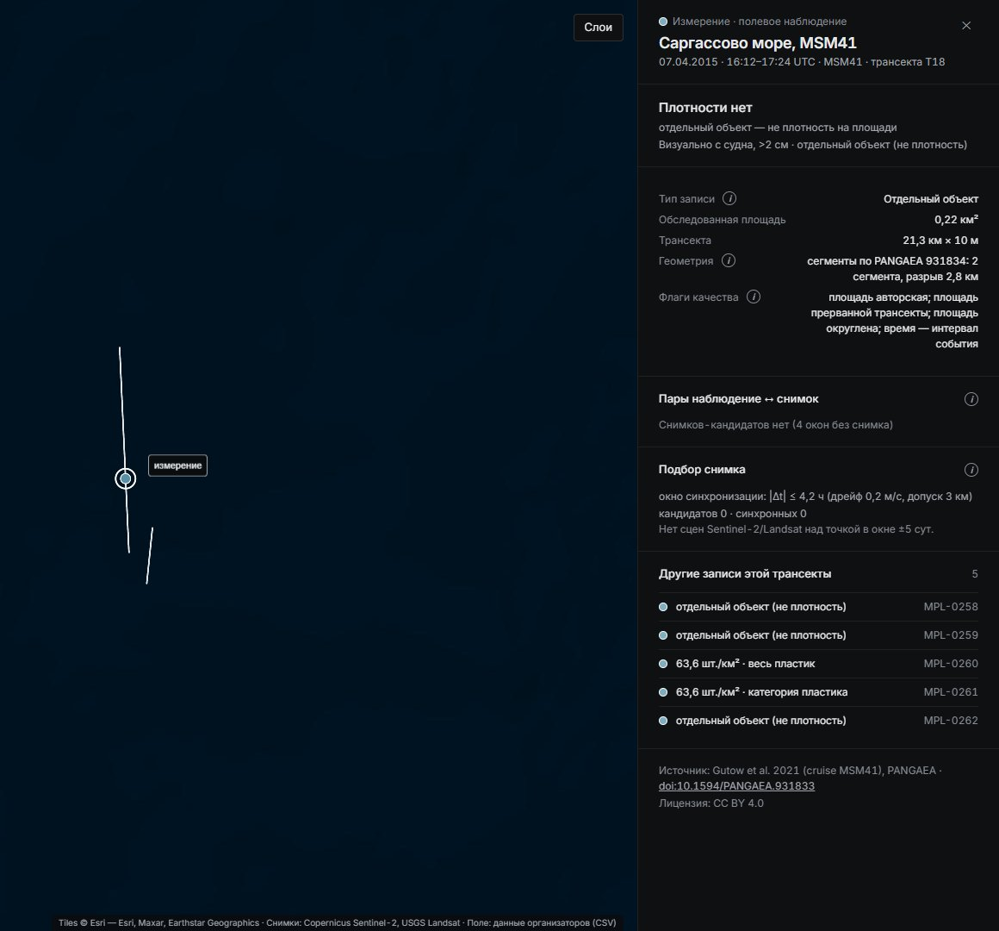 Слои
измерение
Tiles © Esri — Esri, Maxar, Earthstar Geographics · Снимки: Copernicus Sentinel-2, USGS Landsat · Поле: данные организаторов (CSV)
Измерение · полевое наблюдение
Саргассово море, MSM41
07.04.2015 · 16:12–17:24 UTC · MSM41 · трансекта T18
Плотности нет
отдельный объект — не плотность на площади
Визуально с судна, >2 см · отдельный объект (не плотность)
Тип записи i Отдельный объект
Обследованная площадь 0,22 км²
Трансекта 21,3 км × 10 м
Геометрия i сегменты по PANGAEA 931834: 2
сегмента, разрыв 2,8 км
Флаги качества i площадь авторская; площадь
прерванной трансекты; площадь
округлена; время — интервал
события
Пары наблюдение ↔ снимок i
Снимков-кандидатов нет (4 окон без снимка)
Подбор снимка i
окно синхронизации: |Δt| ≤ 4,2 ч (дрейф 0,2 м/с, допуск 3 км)
кандидатов 0 · синхронных 0
Нет сцен Sentinel-2/Landsat над точкой в окне ±5 сут.
Другие записи этой трансекты 5
отдельный объект (не плотность) MPL-0258
отдельный объект (не плотность) MPL-0259
63,6 шт./км² · весь пластик MPL-0260
63,6 шт./км² · категория пластика MPL-0261
отдельный объект (не плотность) MPL-0262
Источник: Gutow et al. 2021 (cruise MSM41), PANGAEA ·
doi:10.1594/PANGAEA.931833
Лицензия: CC BY 4.0